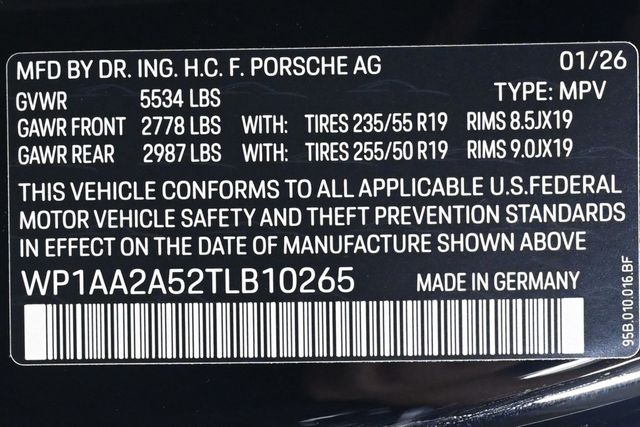 MFD BY DR. ING. H.C. F. PORSCHE AG 01/26
GVWR 5534 LBS TYPE: MPV
GAWR FRONT 2778 LBS WITH: TIRES 235/55 R19 RIMS 8.5JX19
GAWR REAR 2987 LBS WITH: TIRES 255/50 R19 RIMS 9.0JX19
THIS VEHICLE CONFORMS TO ALL APPLICABLE U.S.FEDERAL
MOTOR VEHICLE SAFETY AND THEFT PREVENTION STANDARDS
IN EFFECT ON THE DATE OF MANUFACTURE SHOWN ABOVE
WP1AA2A52TLB10265 MADE IN GERMANY
95B.010.016.BF